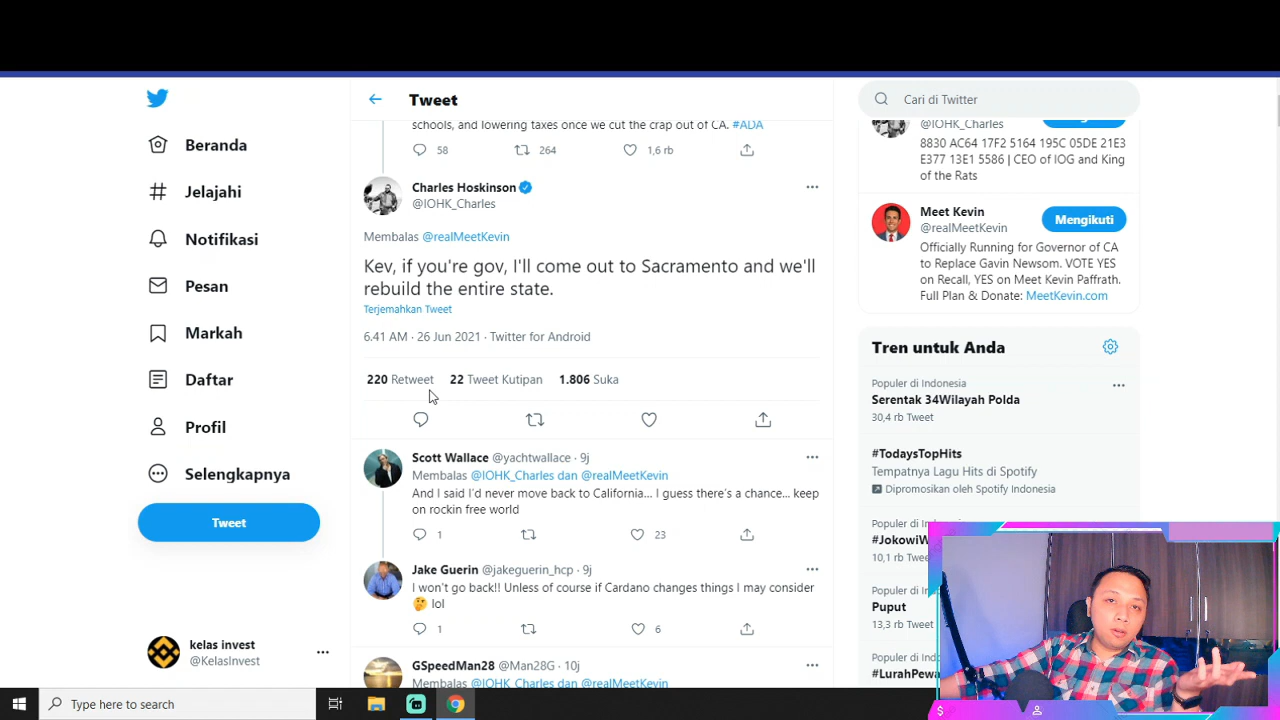 Beranda
Jelajahi
Notifikasi
Pesan
Markah
Daftar
Profil
Selengkapnya
Tweet
kelas invest
@KelasInvest
Tweet
schools, and lowering taxes once we cut the crap out of CA. #ADA
58 264 1,6 rb
Charles Hoskinson
@IOHK_Charles
Membalas @realMeetKevin
Kev, if you're gov, I'll come out to Sacramento and we'll
rebuild the entire state.
Terjemahkan Tweet
6.41 AM · 26 Jun 2021 · Twitter for Android
220 Retweet 22 Tweet Kutipan 1.806 Suka
Scott Wallace @yachtwallace · 9j
Membalas @IOHK_Charles dan @realMeetKevin
And I said I'd never move back to California... I guess there's a chance... keep
on rockin free world
1 23
Jake Guerin @jakeguerin_hcp · 9j
I won't go back!! Unless of course if Cardano changes things I may consider
🤔 lol
1 6
GSpeedMan28 @Man28G · 10j
Membalas @IOHK_Charles dan @realMeetKevin
Cari di Twitter
@IOHK_Charles
8830 AC64 17F2 5164 195C 05DE 21E3
E377 13E1 5586 | CEO of IOG and King
of the Rats
Meet Kevin
@realMeetKevin
Mengikuti
Officially Running for Governor of CA
to Replace Gavin Newsom. VOTE YES
on Recall, YES on Meet Kevin Paffrath.
Full Plan & Donate: MeetKevin.com
Tren untuk Anda
Populer di Indonesia
Serentak 34Wilayah Polda
30,4 rb Tweet
#TodaysTopHits
Tempatnya Lagu Hits di Spotify
Dipromosikan oleh Spotify Indonesia
Populer di
#JokowiW
10,1 rb Twee
Populer di
Puput
13,3 rb Tweet
Populer di
#LurahPewa
Type here to search